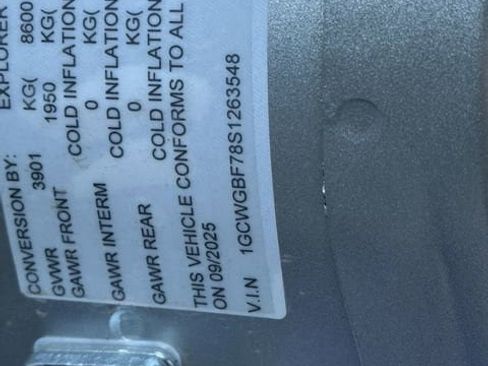 CONVERSION BY: EXPLORER
GVWR 3901 KG( 8600
GAWR FRONT 1950 KG(
COLD INFLATION
GAWR INTERM 0 KG(
COLD INFLATION
GAWR REAR 0 KG(
COLD INFLATION
THIS VEHICLE CONFORMS TO ALL
ON 09/2025
V.I.N 1GCWGBF78S1263548